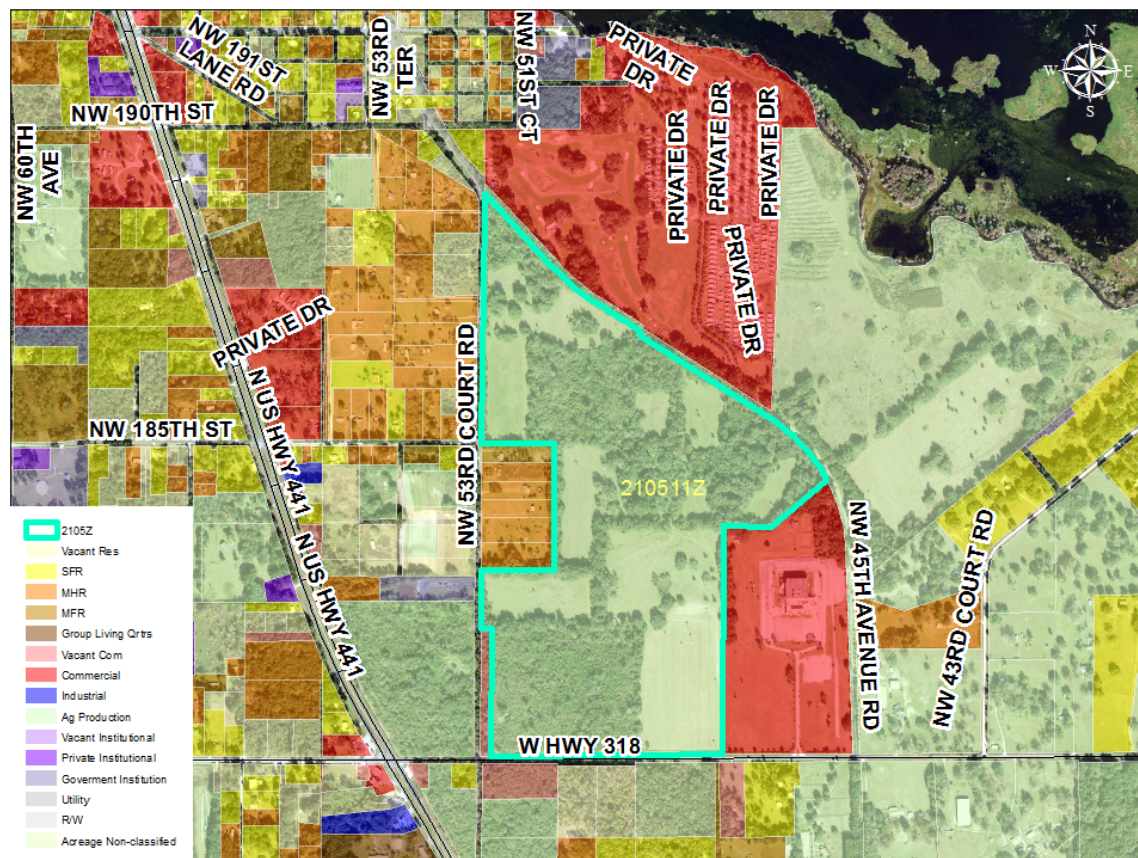 NW 191ST
LANE RD
NW 53RD
TER
NW 51ST CT
PRIVATE
DR
N
W E
S
NW 190TH ST
NW 60TH
AVE
PRIVATE DR
PRIVATE DR
PRIVATE DR
PRIVATE DR
PRIVATE DR
NW 53RD COURT RD
N US HWY 441
NW 185TH ST
210511Z
N US HWY 441
NW 45TH AVENUE RD
NW 43RD COURT RD
W HWY 318
2105Z
Vacant Res
SFR
MHR
MFR
Group Living Qrtrs
Vacant Com
Commercial
Industrial
Ag Production
Vacant Institutional
Private Institutional
Goverment Institution
Utility
R/W
Acreage Non-classified